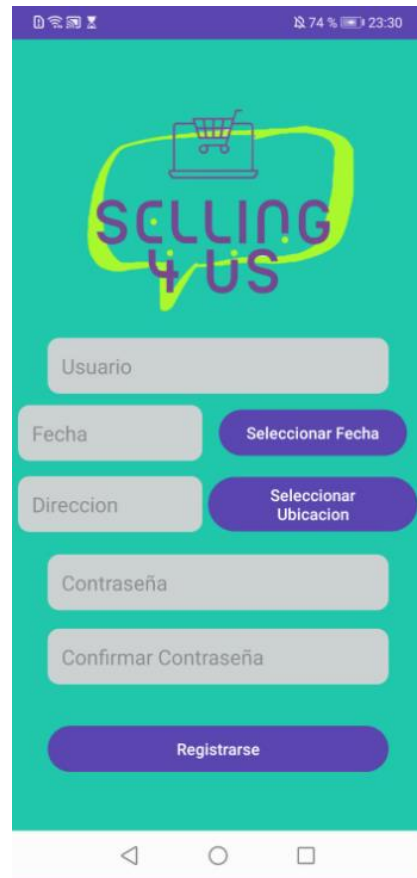 74 % 23:30
SELLING
4 US
Usuario
Fecha
Seleccionar Fecha
Direccion
Seleccionar
Ubicacion
Contraseña
Confirmar Contraseña
Registrarse